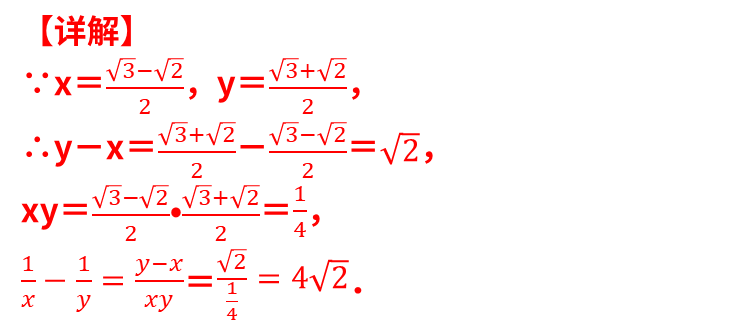 【详解】
∵x＝(√3−√2)/2，y＝(√3+√2)/2，
∴y－x＝(√3+√2)/2－(√3−√2)/2＝√2，
xy＝(√3−√2)/2•(√3+√2)/2＝1/4，
1/x − 1/y = (y−x)/(xy)＝√2/(1/4) = 4√2．